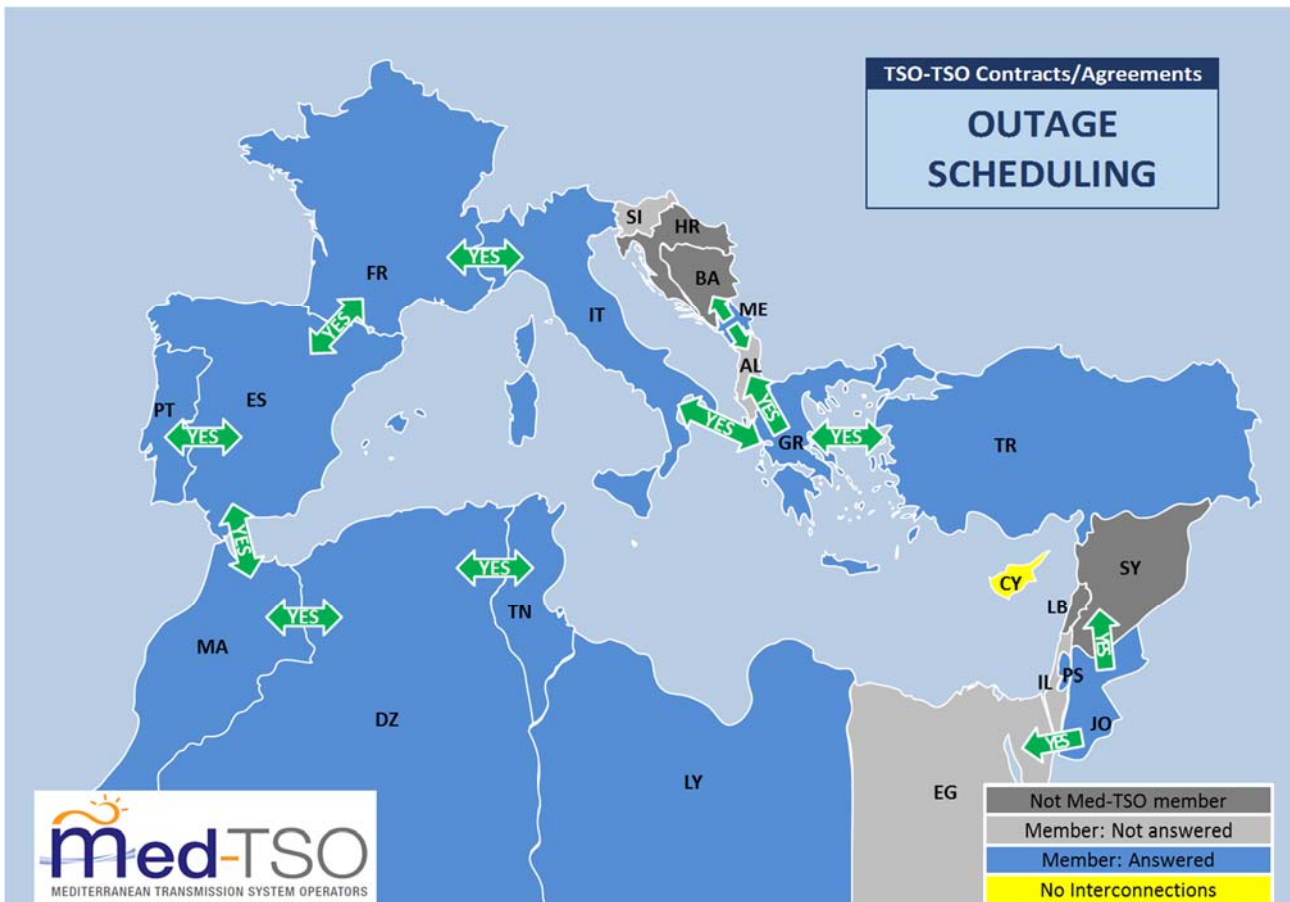 TSO-TSO Contracts/Agreements
OUTAGE
SCHEDULING
SI
HR
BA
FR
YES
IT
ME
YES
AL
PT
ES
YES
YES
YES
GR
YES
TR
YES
CY
SY
LB
YES
TN
YES
MA
YES
IL
PS
DZ
JO
YES
LY
EG
Not Med-TSO member
Member: Not answered
Member: Answered
No Interconnections
med-TSO
MEDITERRANEAN TRANSMISSION SYSTEM OPERATORS